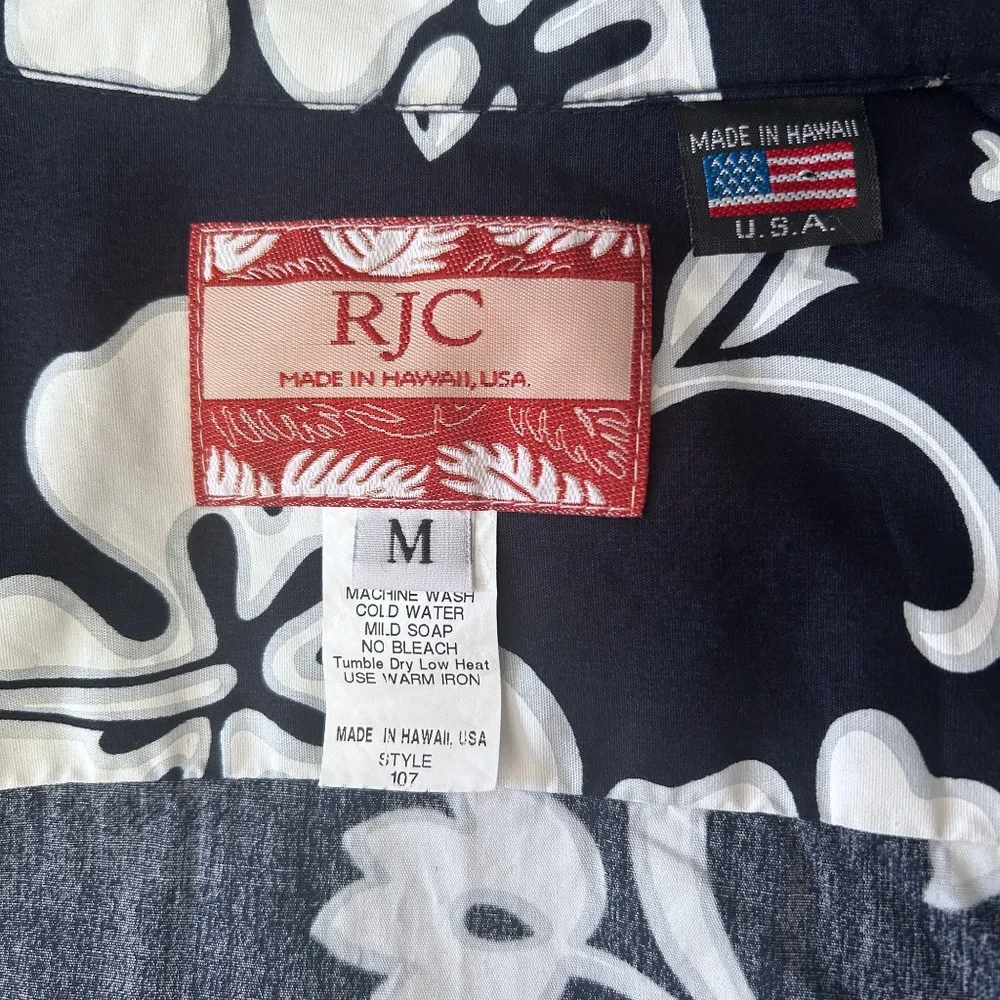 MADE IN HAWAII
U.S.A.
RJC
MADE IN HAWAII, USA.
M
MACHINE WASH
COLD WATER
MILD SOAP
NO BLEACH
Tumble Dry Low Heat
USE WARM IRON
MADE IN HAWAII, USA
STYLE
107